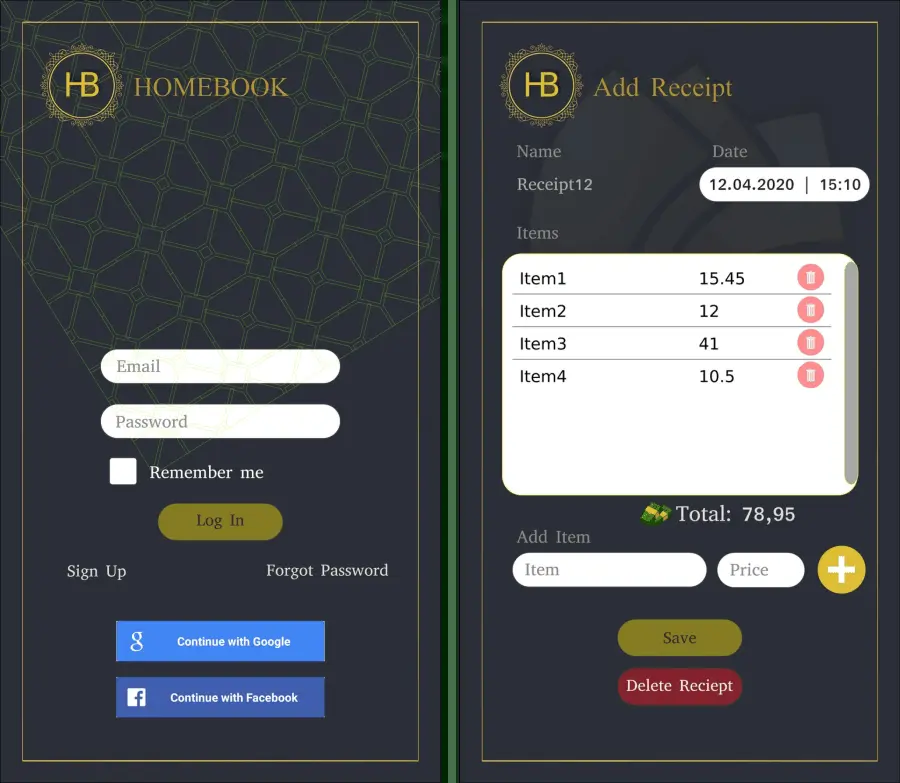 HB HOMEBOOK
Email
Password
Remember me
Log In
Sign Up Forgot Password
g Continue with Google
f Continue with Facebook
HB Add Receipt
Name Date
Receipt12 12.04.2020 | 15:10
Items
Item1 15.45
Item2 12
Item3 41
Item4 10.5
Total: 78,95
Add Item
Item Price
Save
Delete Reciept